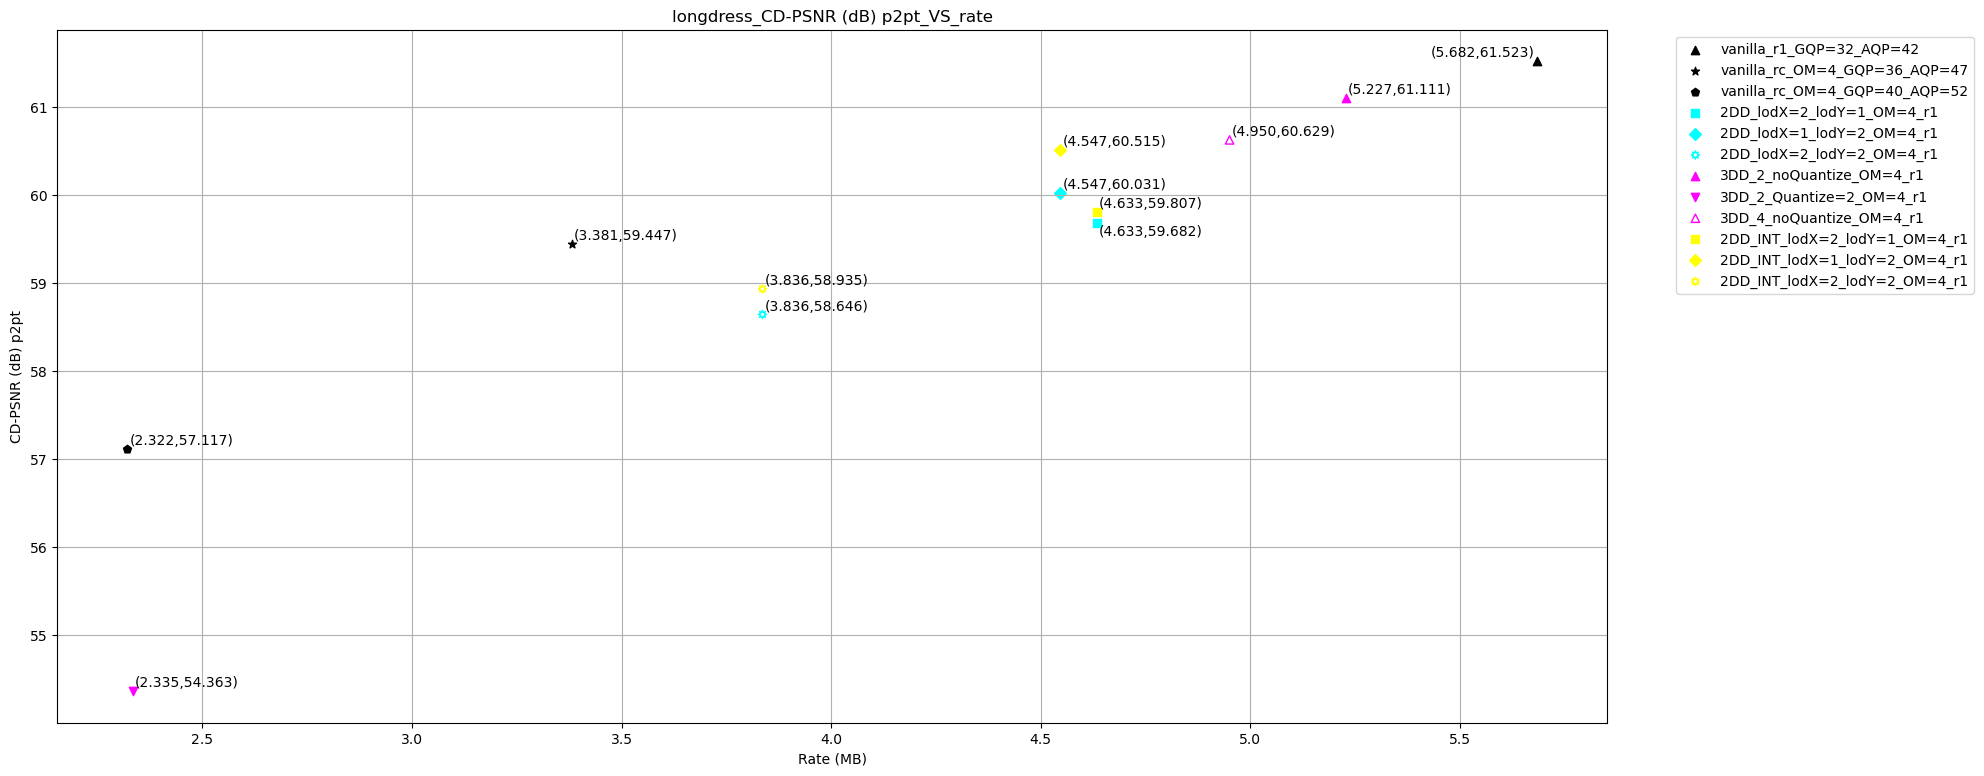 longdress_CD-PSNR (dB) p2pt_VS_rate
(5.682,61.523)
(5.227,61.111)
(4.950,60.629)
(4.547,60.515)
(4.547,60.031)
(4.633,59.807)
(4.633,59.682)
(3.381,59.447)
(3.836,58.935)
(3.836,58.646)
(2.322,57.117)
(2.335,54.363)
61
60
59
58
57
56
55
CD-PSNR (dB) p2pt
2.5
3.0
3.5
4.0
4.5
5.0
5.5
Rate (MB)
vanilla_r1_GQP=32_AQP=42
vanilla_rc_OM=4_GQP=36_AQP=47
vanilla_rc_OM=4_GQP=40_AQP=52
2DD_lodX=2_lodY=1_OM=4_r1
2DD_lodX=1_lodY=2_OM=4_r1
2DD_lodX=2_lodY=2_OM=4_r1
3DD_2_noQuantize_OM=4_r1
3DD_2_Quantize=2_OM=4_r1
3DD_4_noQuantize_OM=4_r1
2DD_INT_lodX=2_lodY=1_OM=4_r1
2DD_INT_lodX=1_lodY=2_OM=4_r1
2DD_INT_lodX=2_lodY=2_OM=4_r1